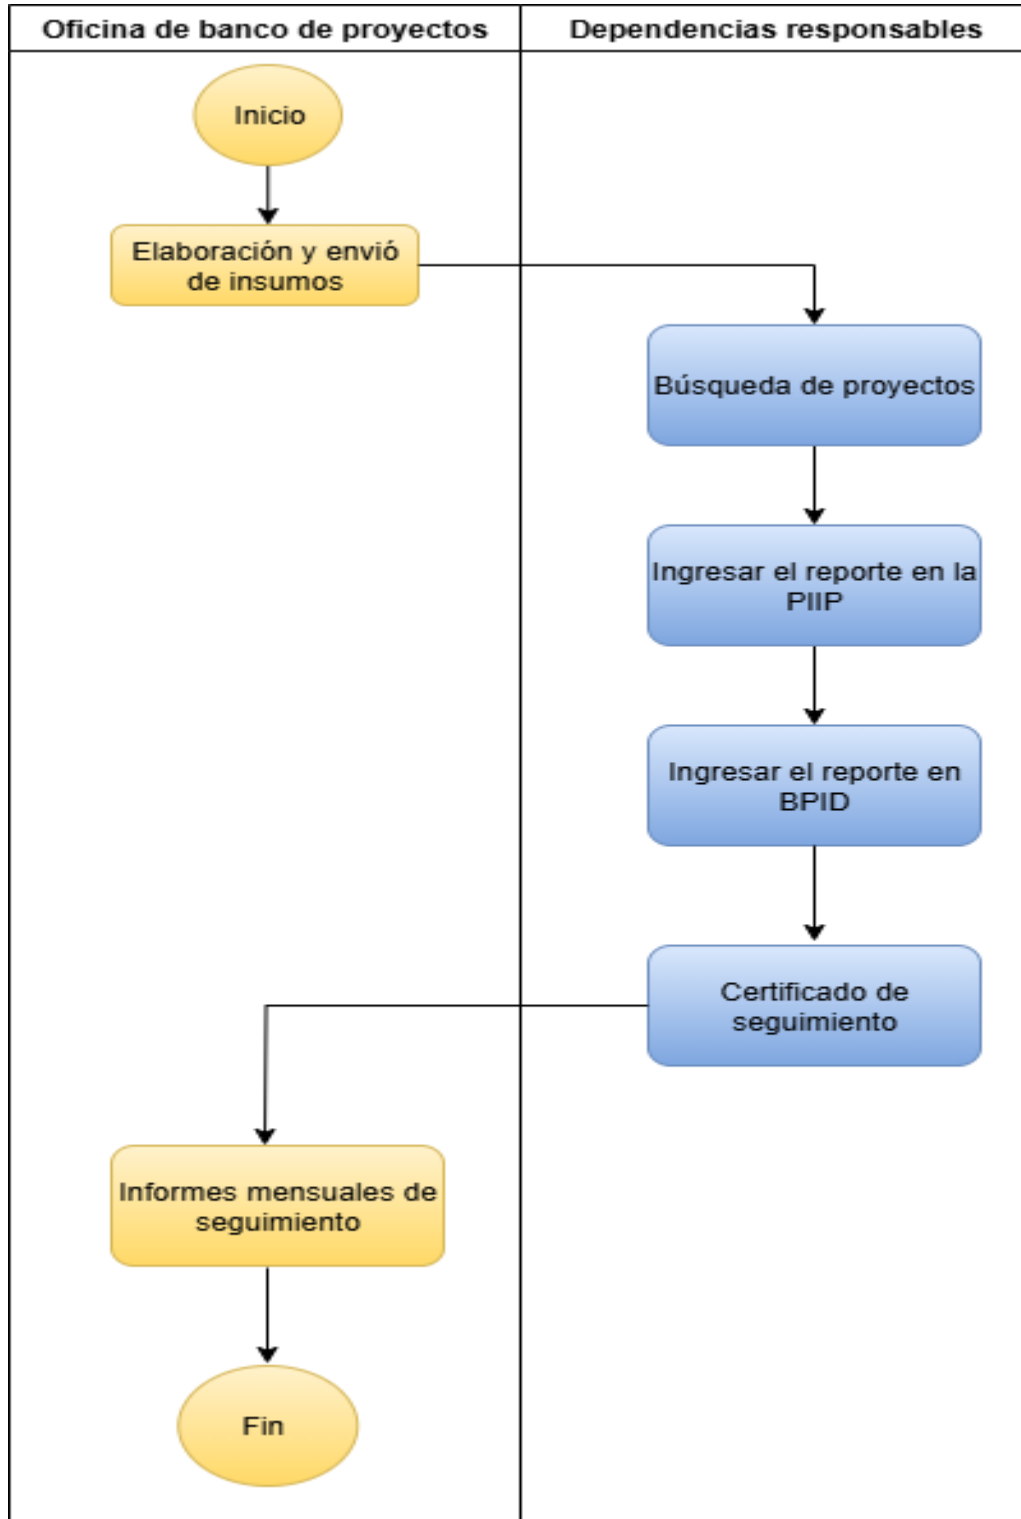 Oficina de banco de proyectos
Dependencias responsables
Inicio
Elaboración y envió
de insumos
Búsqueda de proyectos
Ingresar el reporte en la
PIIP
Ingresar el reporte en
BPID
Certificado de
seguimiento
Informes mensuales de
seguimiento
Fin